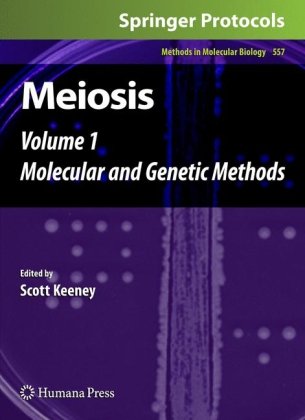 Springer Protocols
Methods in Molecular Biology 557
Meiosis
Volume 1
Molecular and Genetic Methods
Edited by
Scott Keeney
Humana Press